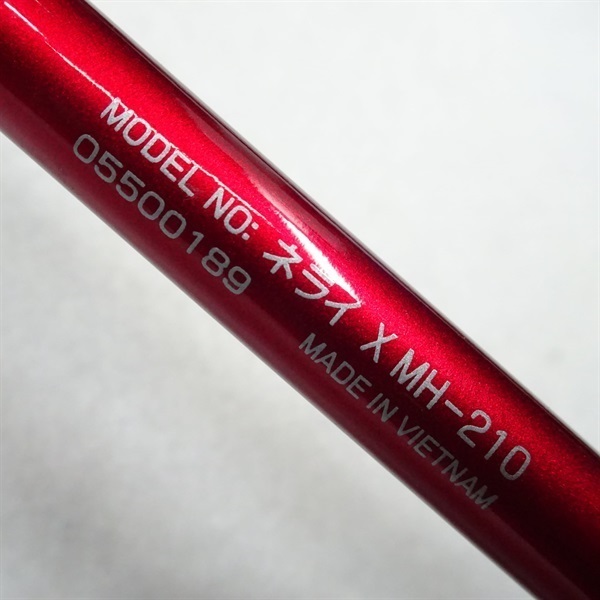 MODEL NO: ネライ X MH-210
05500189
MADE IN VIETNAM